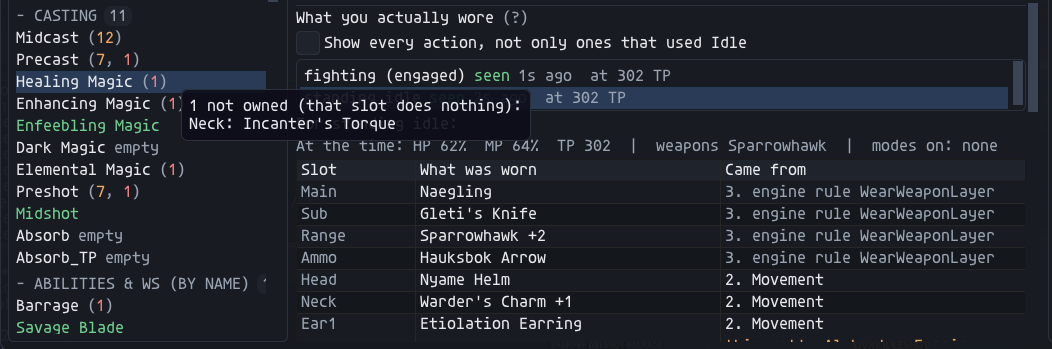 - CASTING 11
Midcast (12)
Precast (7, 1)
Healing Magic (1)
Enhancing Magic (1)
Enfeebling Magic
Dark Magic empty
Elemental Magic (1)
Preshot (7, 1)
Midshot
Absorb empty
Absorb_TP empty
- ABILITIES & WS (BY NAME)
Barrage (1)
Savage Blade
1 not owned (that slot does nothing):
Neck: Incanter's Torque
What you actually wore (?)
Show every action, not only ones that used Idle
fighting (engaged) seen 1s ago at 302 TP
at 302 TP
idle:
At the time: HP 62% MP 64% TP 302 | weapons Sparrowhawk | modes on: none
Slot What was worn Came from
Main Naegling 3. engine rule WearWeaponLayer
Sub Gleti's Knife 3. engine rule WearWeaponLayer
Range Sparrowhawk +2 3. engine rule WearWeaponLayer
Ammo Hauksbok Arrow 3. engine rule WearWeaponLayer
Head Nyame Helm 2. Movement
Neck Warder's Charm +1 2. Movement
Ear1 Etiolation Earring 2. Movement